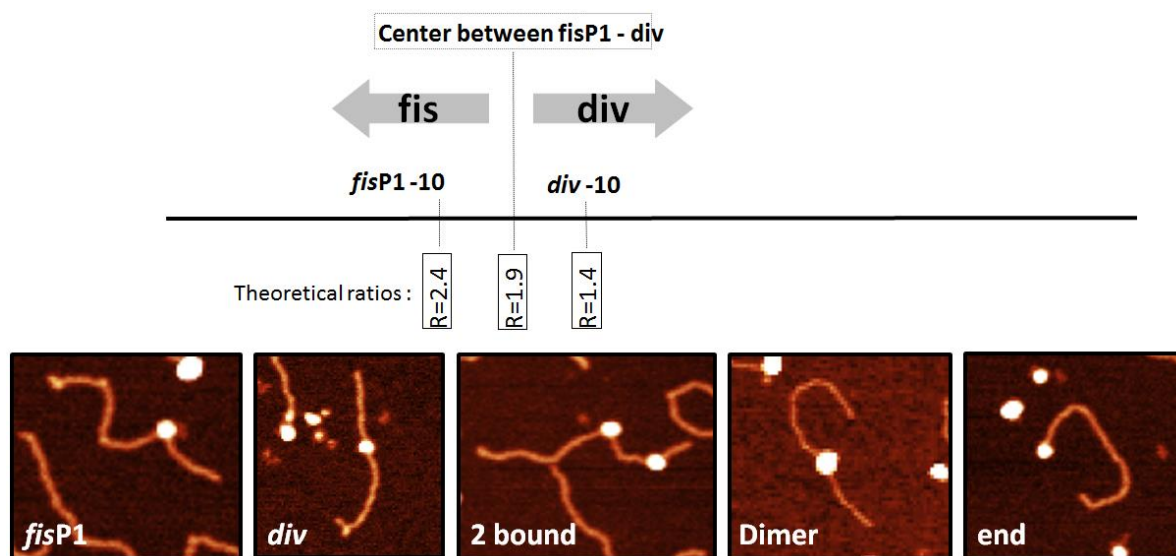 Center between fisP1 - div
fis div
fisP1 -10 div -10
Theoretical ratios : R=2.4 R=1.9 R=1.4
fisP1 div 2 bound Dimer end